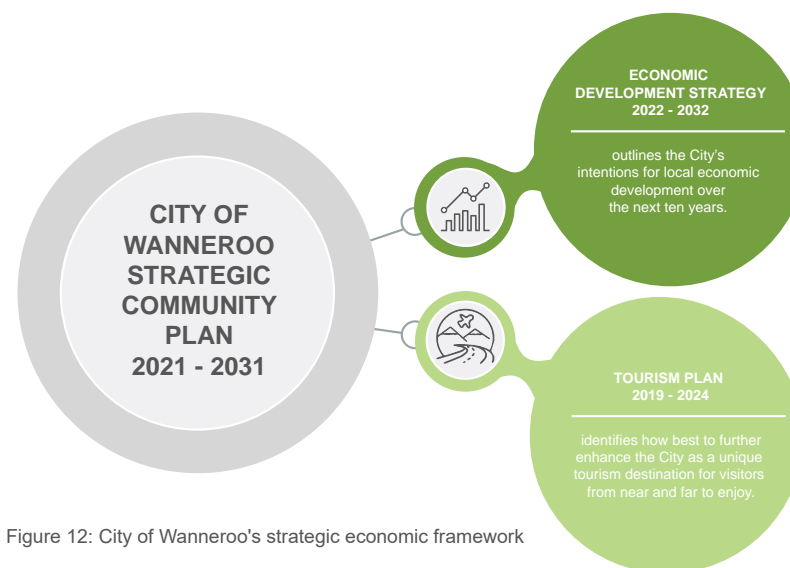 CITY OF
WANNEROO
STRATEGIC
COMMUNITY
PLAN
2021 - 2031
ECONOMIC
DEVELOPMENT STRATEGY
2022 - 2032
outlines the City's
intentions for local economic
development over
the next ten years.
TOURISM PLAN
2019 - 2024
identifies how best to further
enhance the City as a unique
tourism destination for visitors
from near and far to enjoy.
Figure 12: City of Wanneroo's strategic economic framework